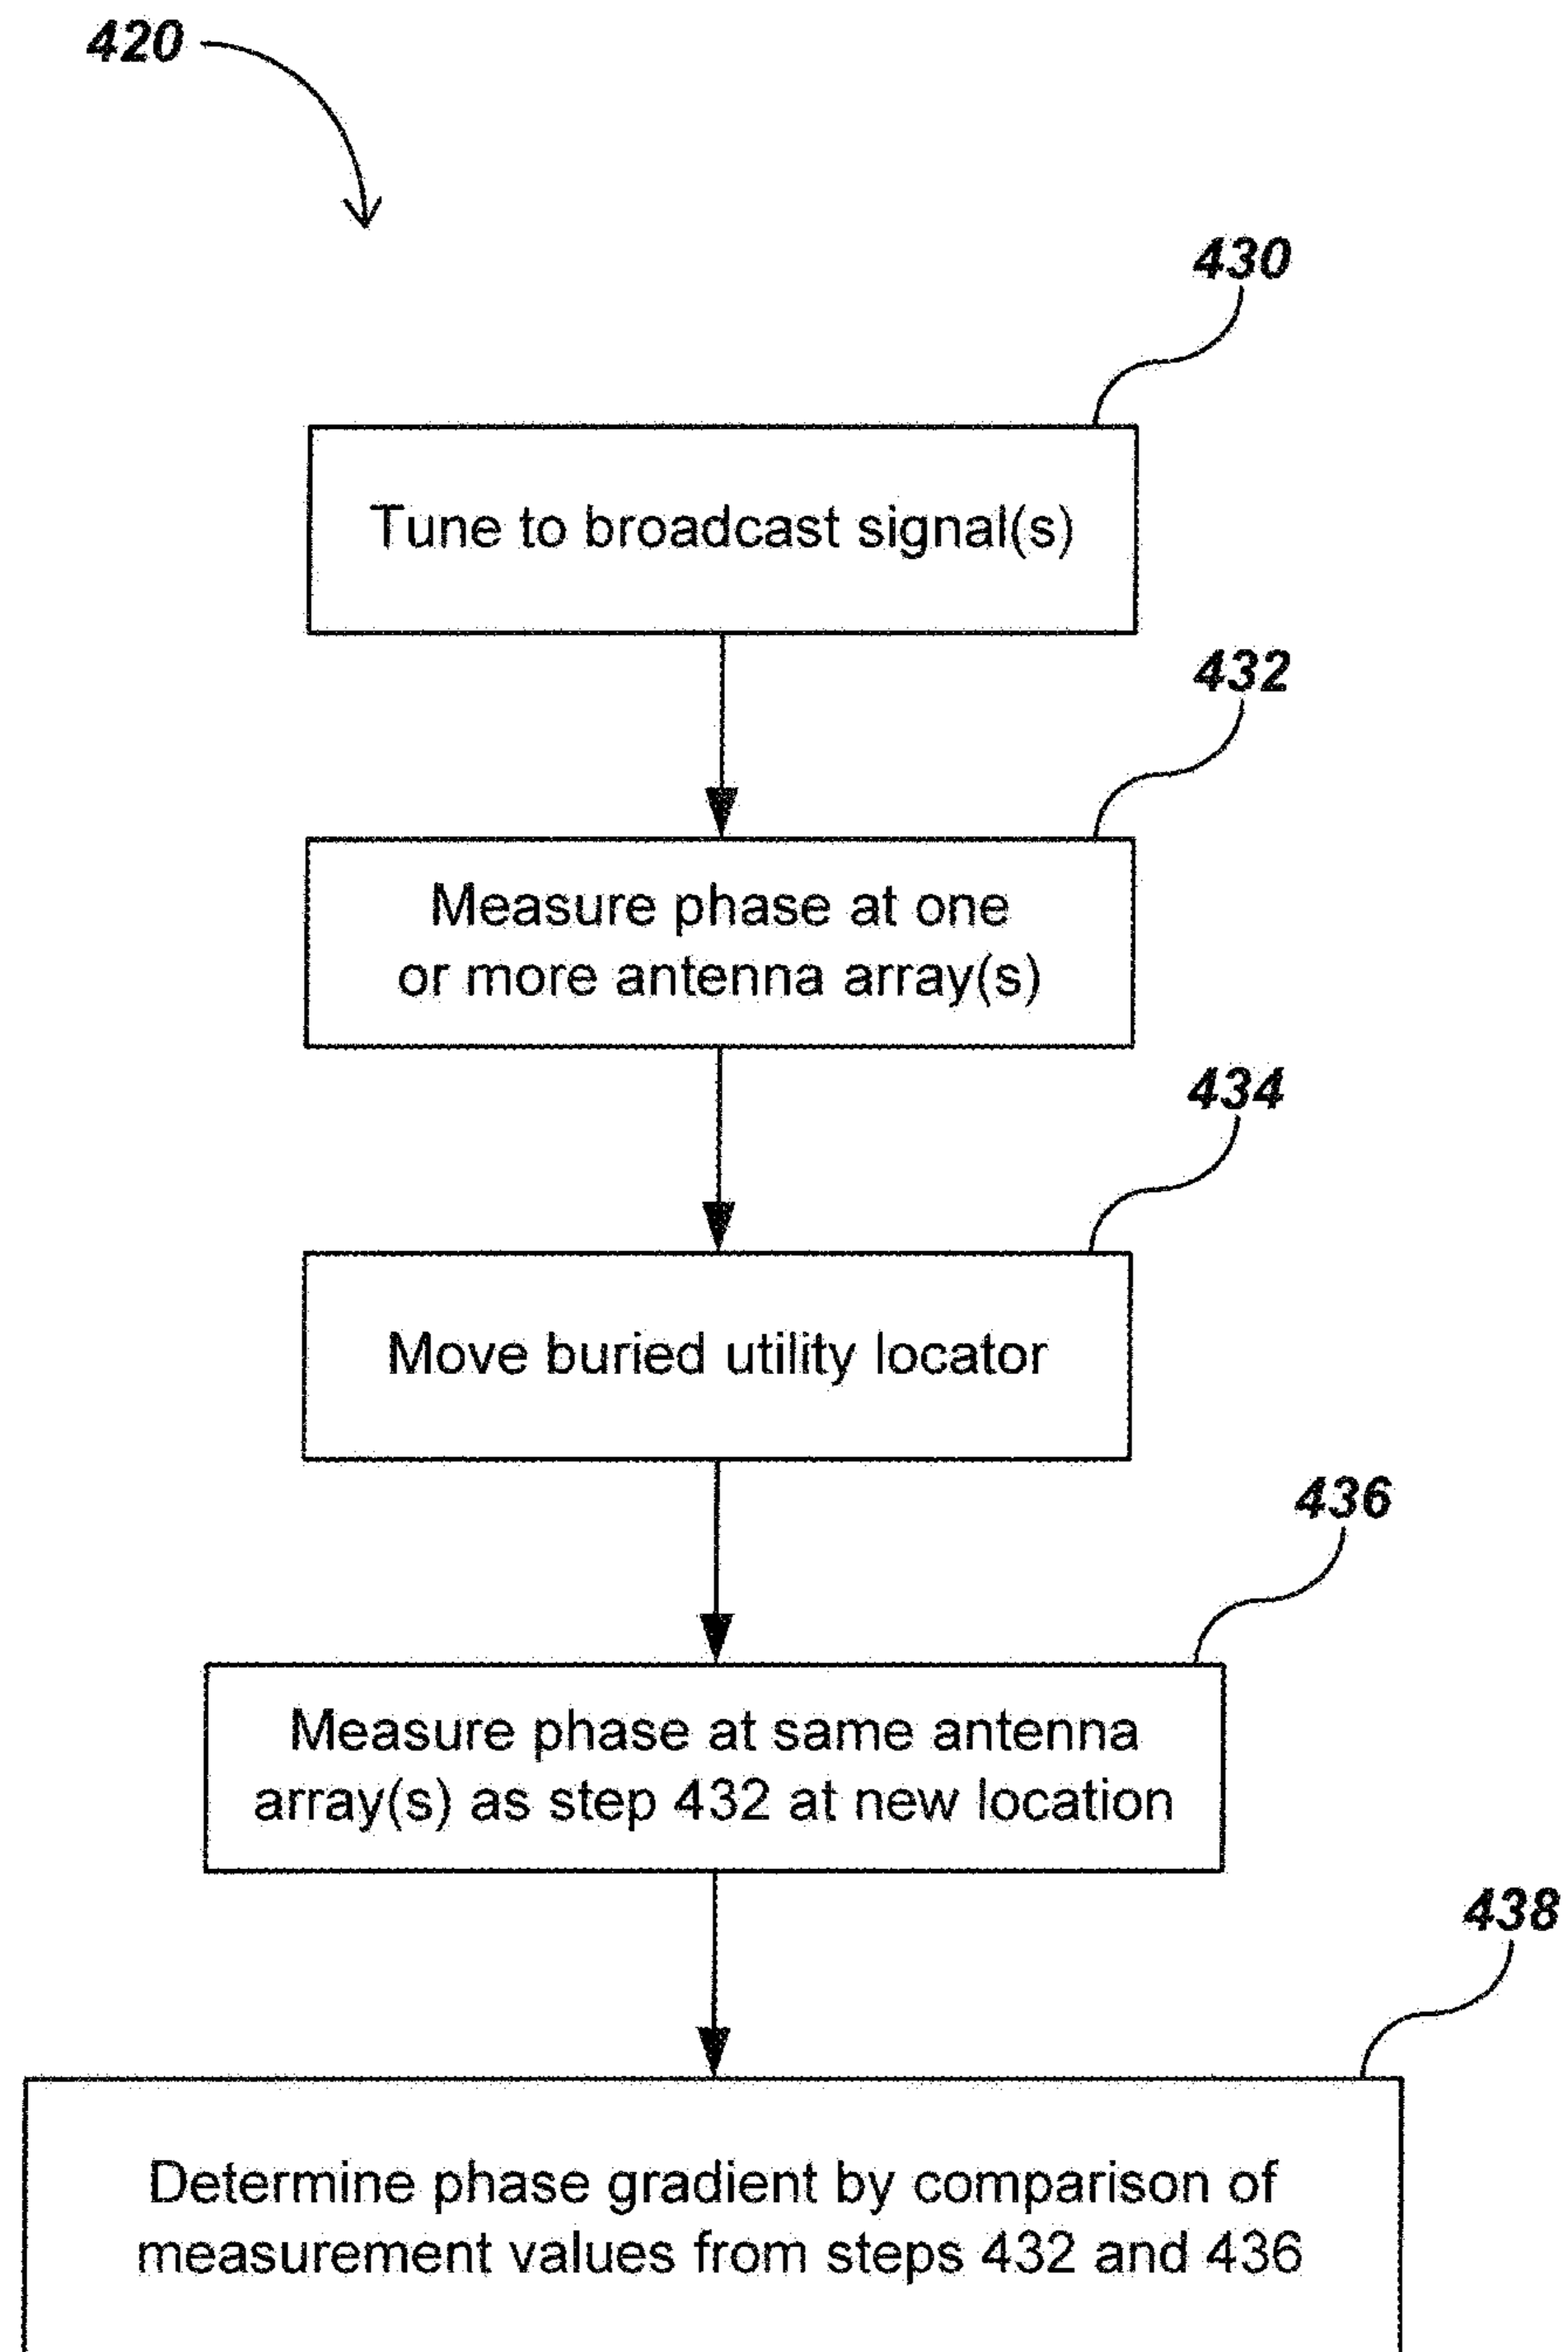 420
430
Tune to broadcast signal(s)
432
Measure phase at one
or more antenna array(s)
434
Move buried utility locator
436
Measure phase at same antenna
array(s) as step 432 at new location
438
Determine phase gradient by comparison of
measurement values from steps 432 and 436